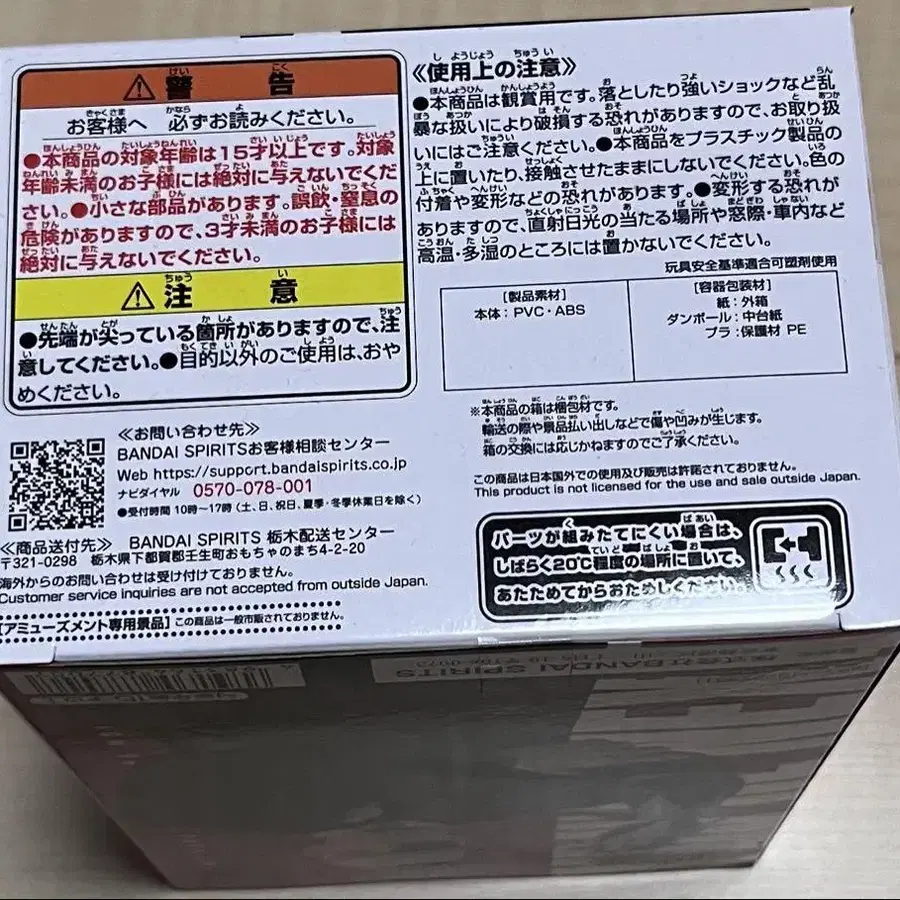 警告
お客様へ 必ずお読みください。
●本商品の対象年齢は15才以上です。対象
年齢未満のお子様には絶対に与えないでくだ
さい。●小さな部品があります。誤飲・窒息の
危険がありますので、3才未満のお子様には
絶対に与えないでください。
注意
●先端が尖っている箇所がありますので、注
意してください。●目的以外のご使用は、おや
めください。
≪お問い合わせ先≫
BANDAI SPIRITSお客様相談センター
Web https://support.bandaispirits.co.jp
ナビダイヤル 0570-078-001
●受付時間 10時〜17時(土、日、祝日、夏季・冬季休業日を除く)
≪商品送付先≫ BANDAI SPIRITS 栃木配送センター
〒321-0298 栃木県下都賀郡壬生町おもちゃのまち4-2-20
海外からのお問い合わせは受け付けておりません。
Customer service inquiries are not accepted from outside Japan.
【アミューズメント専用景品】この商品は一般市販されておりません。
≪使用上の注意≫
●本商品は観賞用です。落としたり強いショックなど乱
暴な扱いにより破損する恐れがありますので、お取り扱
いにはご注意ください。●本商品をプラスチック製品の
上に置いたり、接触させたままにしないでください。色の
付着や変形などの恐れがあります。●変形する恐れが
ありますので、直射日光の当たる場所や窓際・車内など
高温・多湿のところには置かないでください。
玩具安全基準適合可塑剤使用
[製品素材]
本体:PVC・ABS
[容器包装材]
紙:外箱
ダンボール:中台紙
プラ:保護材 PE
※本商品の箱は梱包材です。
輸送の際や景品払い出しなどで傷や凹みが生じます。
箱の交換には応じかねますのでご了承ください。
この商品は日本国外での使用及び販売は許諾されておりません。
This product is not licensed for the use and sale outside Japan.
パーツが組みたてにくい場合は、
しばらく20℃程度の場所に置いて、
あたためてからおためしください。
株式会社BANDAI SPIRITS